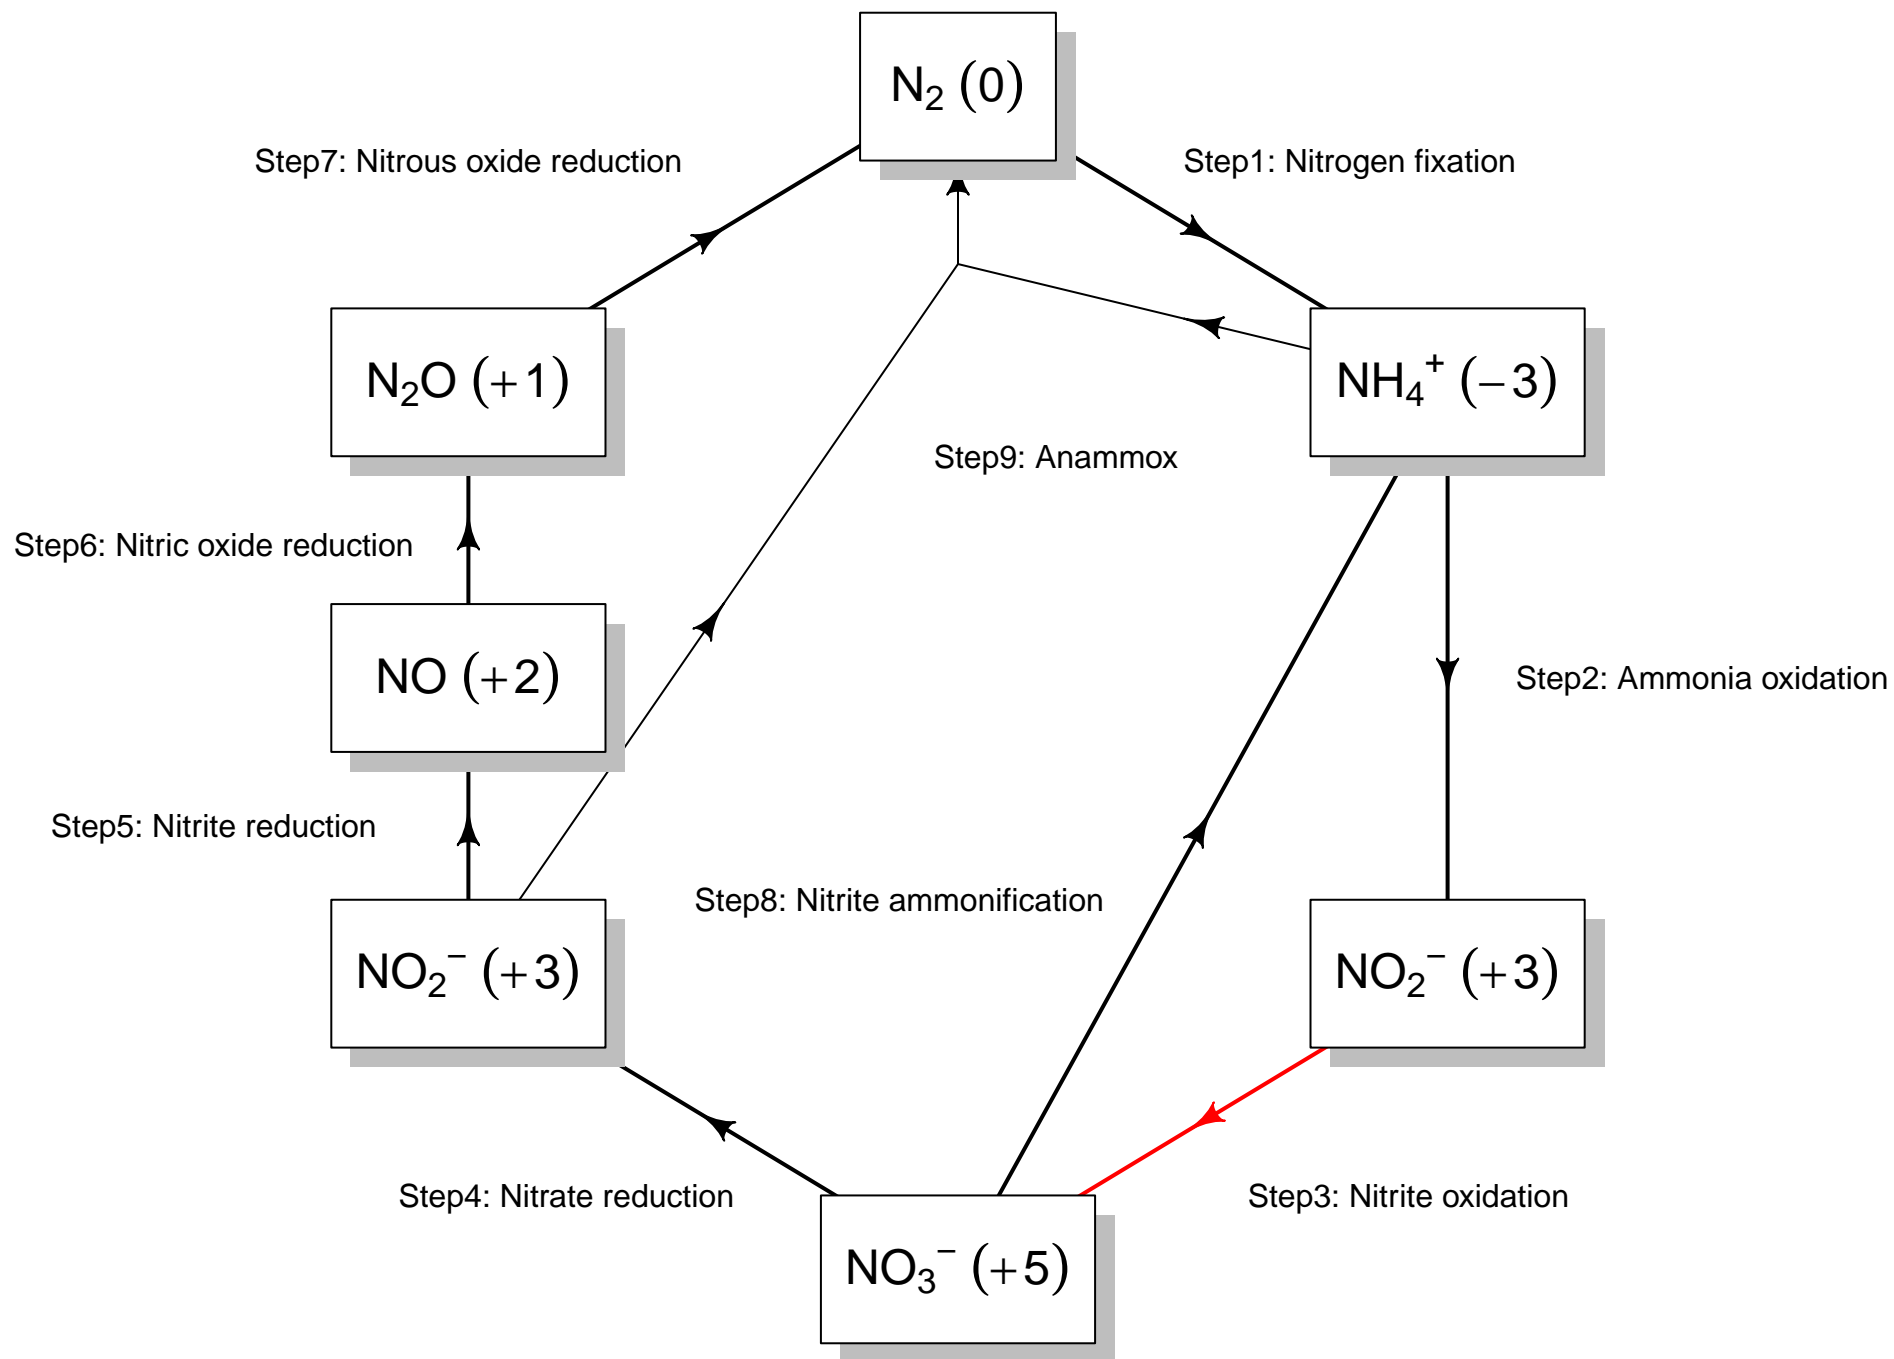 N₂ (0)
Step7: Nitrous oxide reduction
Step1: Nitrogen fixation
N₂O (+1)
NH₄⁺ (−3)
Step9: Anammox
Step6: Nitric oxide reduction
NO (+2)
Step2: Ammonia oxidation
Step5: Nitrite reduction
Step8: Nitrite ammonification
NO₂⁻ (+3)
NO₂⁻ (+3)
Step4: Nitrate reduction
Step3: Nitrite oxidation
NO₃⁻ (+5)